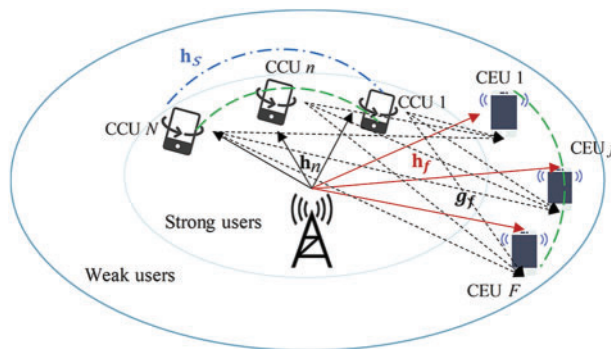 h_S
CCU n
CCU N
CCU 1
CEU 1
h_n
h_f
CEU
g_f
Strong users
Weak users
CEU F